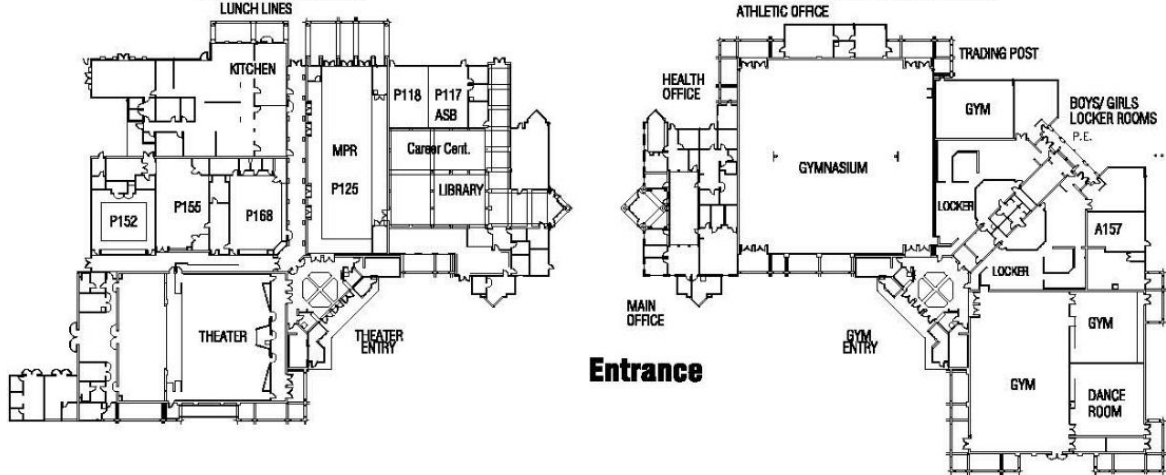 LUNCH LINES
KITCHEN
P118
P117
ASB
MPR
Career Cent.
P125
LIBRARY
P152
P155
P168
THEATER
THEATER
ENTRY
ATHLETIC OFFICE
TRADING POST
HEALTH
OFFICE
GYM
BOYS/ GIRLS
LOCKER ROOMS
P.E.
GYMNASIUM
LOCKER
A157
LOCKER
MAIN
OFFICE
GYM
ENTRY
GYM
GYM
DANCE
ROOM
Entrance